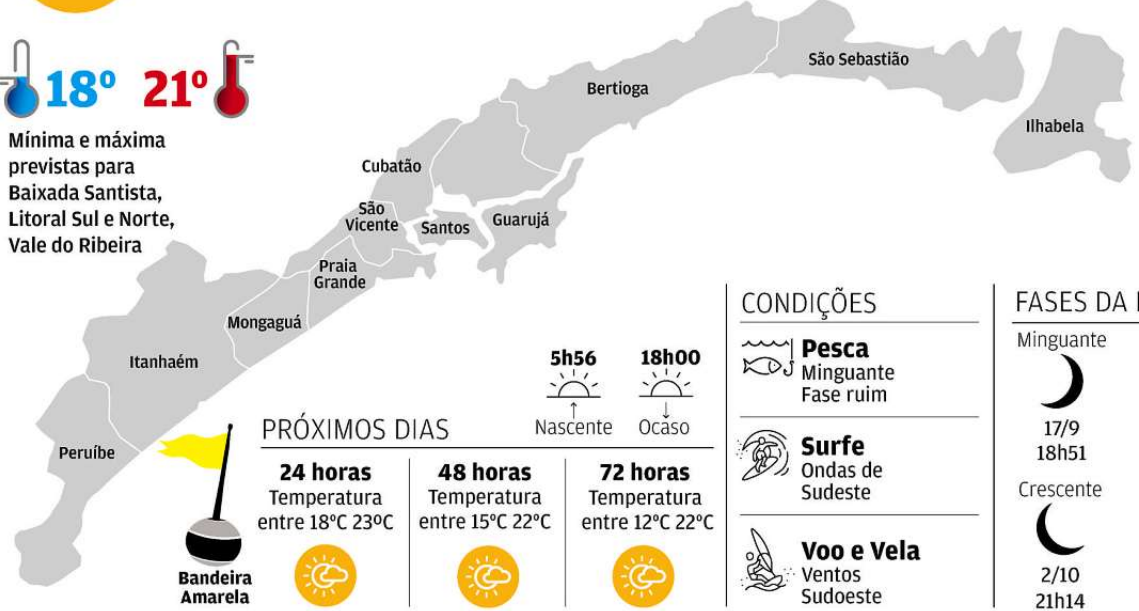 18º 21º
Mínima e máxima
previstas para
Baixada Santista,
Litoral Sul e Norte,
Vale do Ribeira
São Sebastião
Bertioga
Ilhabela
Cubatão
São
Vicente
Santos
Guarujá
Praia
Grande
Mongaguá
Itanhaém
Peruíbe
Bandeira
Amarela
5h56
Nascente
18h00
Ocaso
PRÓXIMOS DIAS
24 horas
Temperatura
entre 18ºC 23ºC
48 horas
Temperatura
entre 15ºC 22ºC
72 horas
Temperatura
entre 12ºC 22ºC
CONDIÇÕES
Pesca
Minguante
Fase ruim
Surfe
Ondas de
Sudeste
Voo e Vela
Ventos
Sudoeste
FASES DA
Minguante
17/9
18h51
Crescente
2/10
21h14